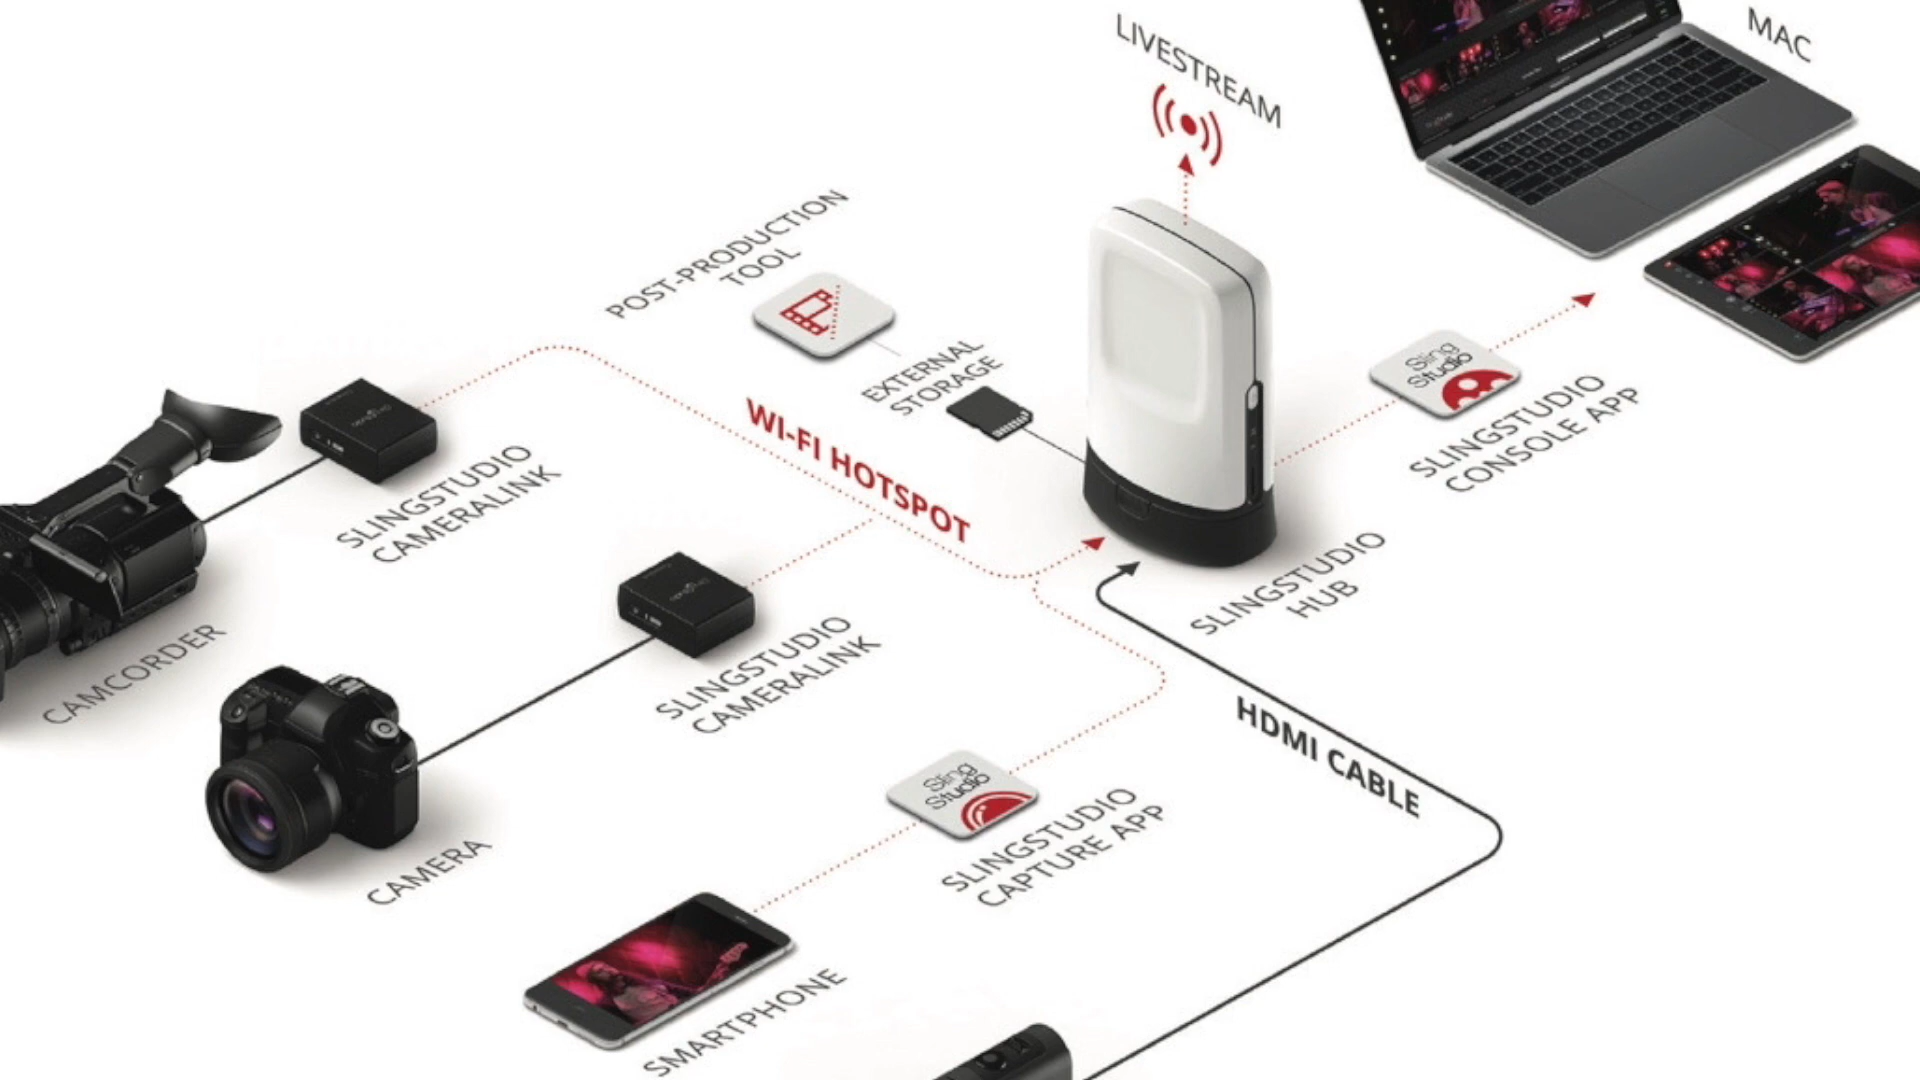 LIVESTREAM
MAC
POST-PRODUCTION
TOOL
EXTERNAL
STORAGE
Sling
Studio
SLINGSTUDIO
CONSOLE APP
WI-FI HOTSPOT
SLINGSTUDIO
CAMERALINK
SLINGSTUDIO
HUB
CAMCORDER
SLINGSTUDIO
CAMERALINK
HDMI CABLE
Sling
Studio
SLINGSTUDIO
CAPTURE APP
CAMERA
SMARTPHONE